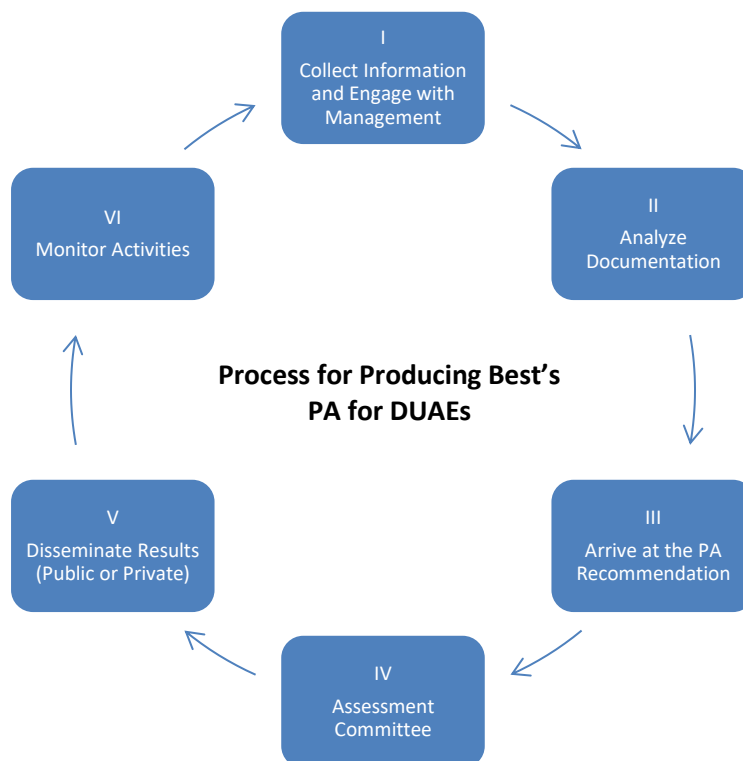 I
Collect Information
and Engage with
Management
II
Analyze
Documentation
III
Arrive at the PA
Recommendation
IV
Assessment
Committee
V
Disseminate Results
(Public or Private)
VI
Monitor Activities
Process for Producing Best’s
PA for DUAEs